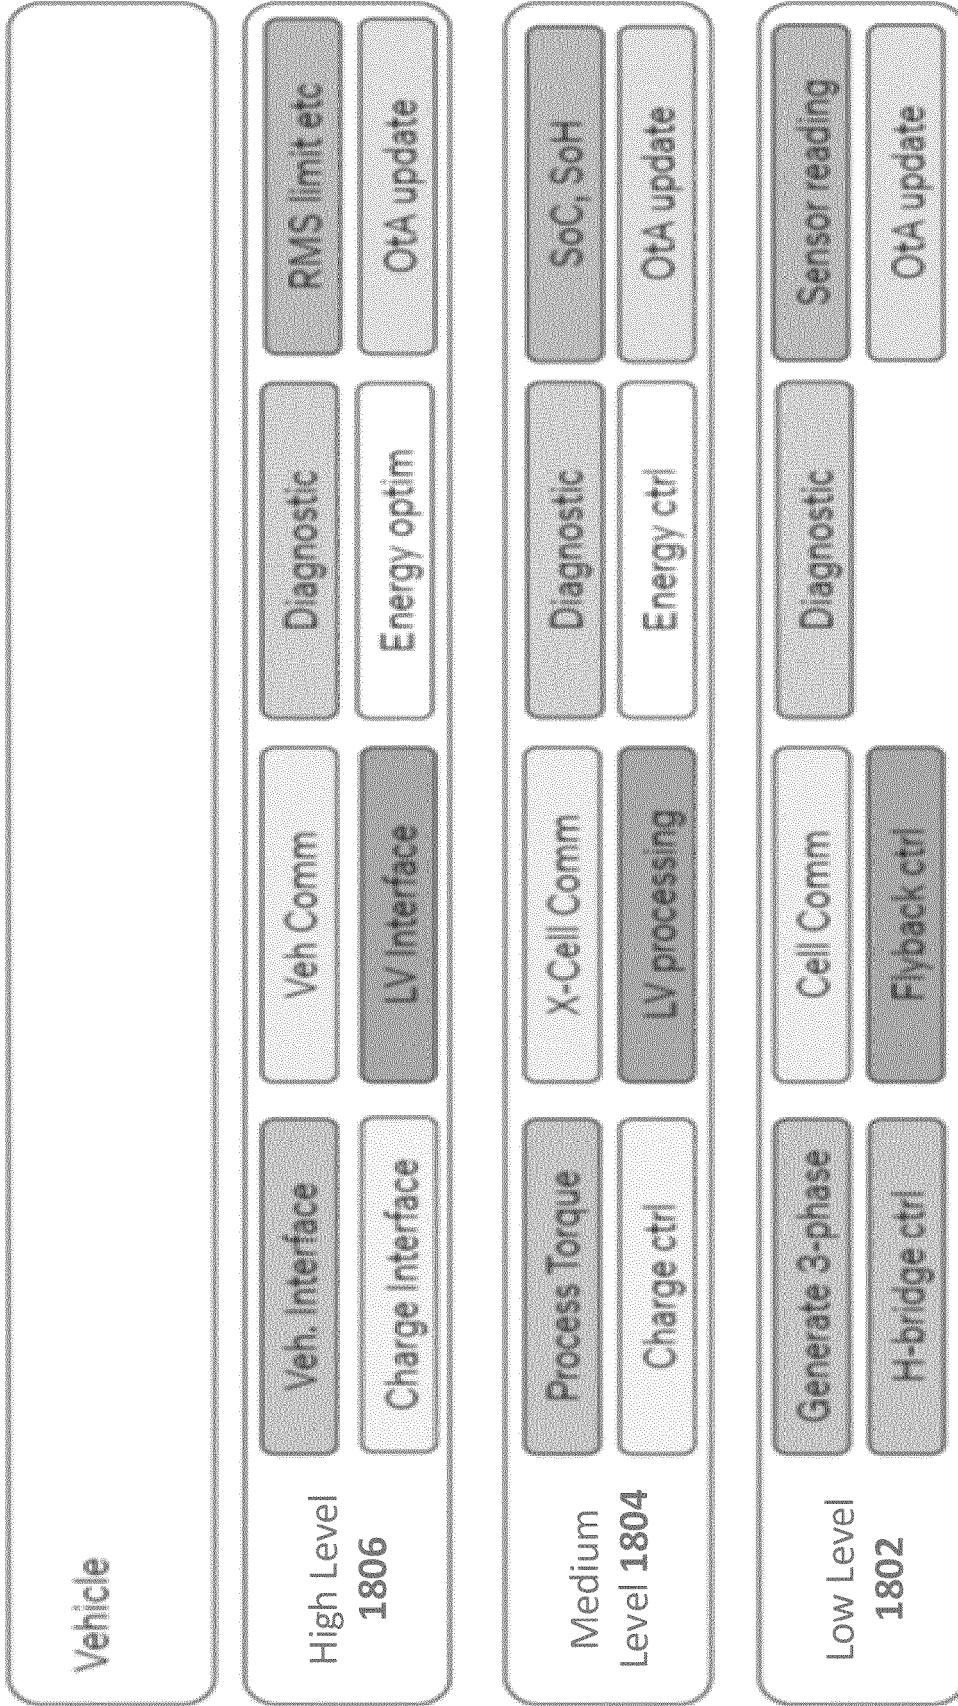 Vehicle
High Level
1806
Veh. Interface
Veh Comm
Diagnostic
RMS limit etc
Charge Interface
LV Interface
Energy optim
OtA update
Medium
Level 1804
Process Torque
X-Cell Comm
Diagnostic
SoC, SoH
Charge ctrl
LV processing
Energy ctrl
OtA update
Low Level
1802
Generate 3-phase
Cell Comm
Diagnostic
Sensor reading
H-bridge ctrl
Flyback ctrl
OtA update